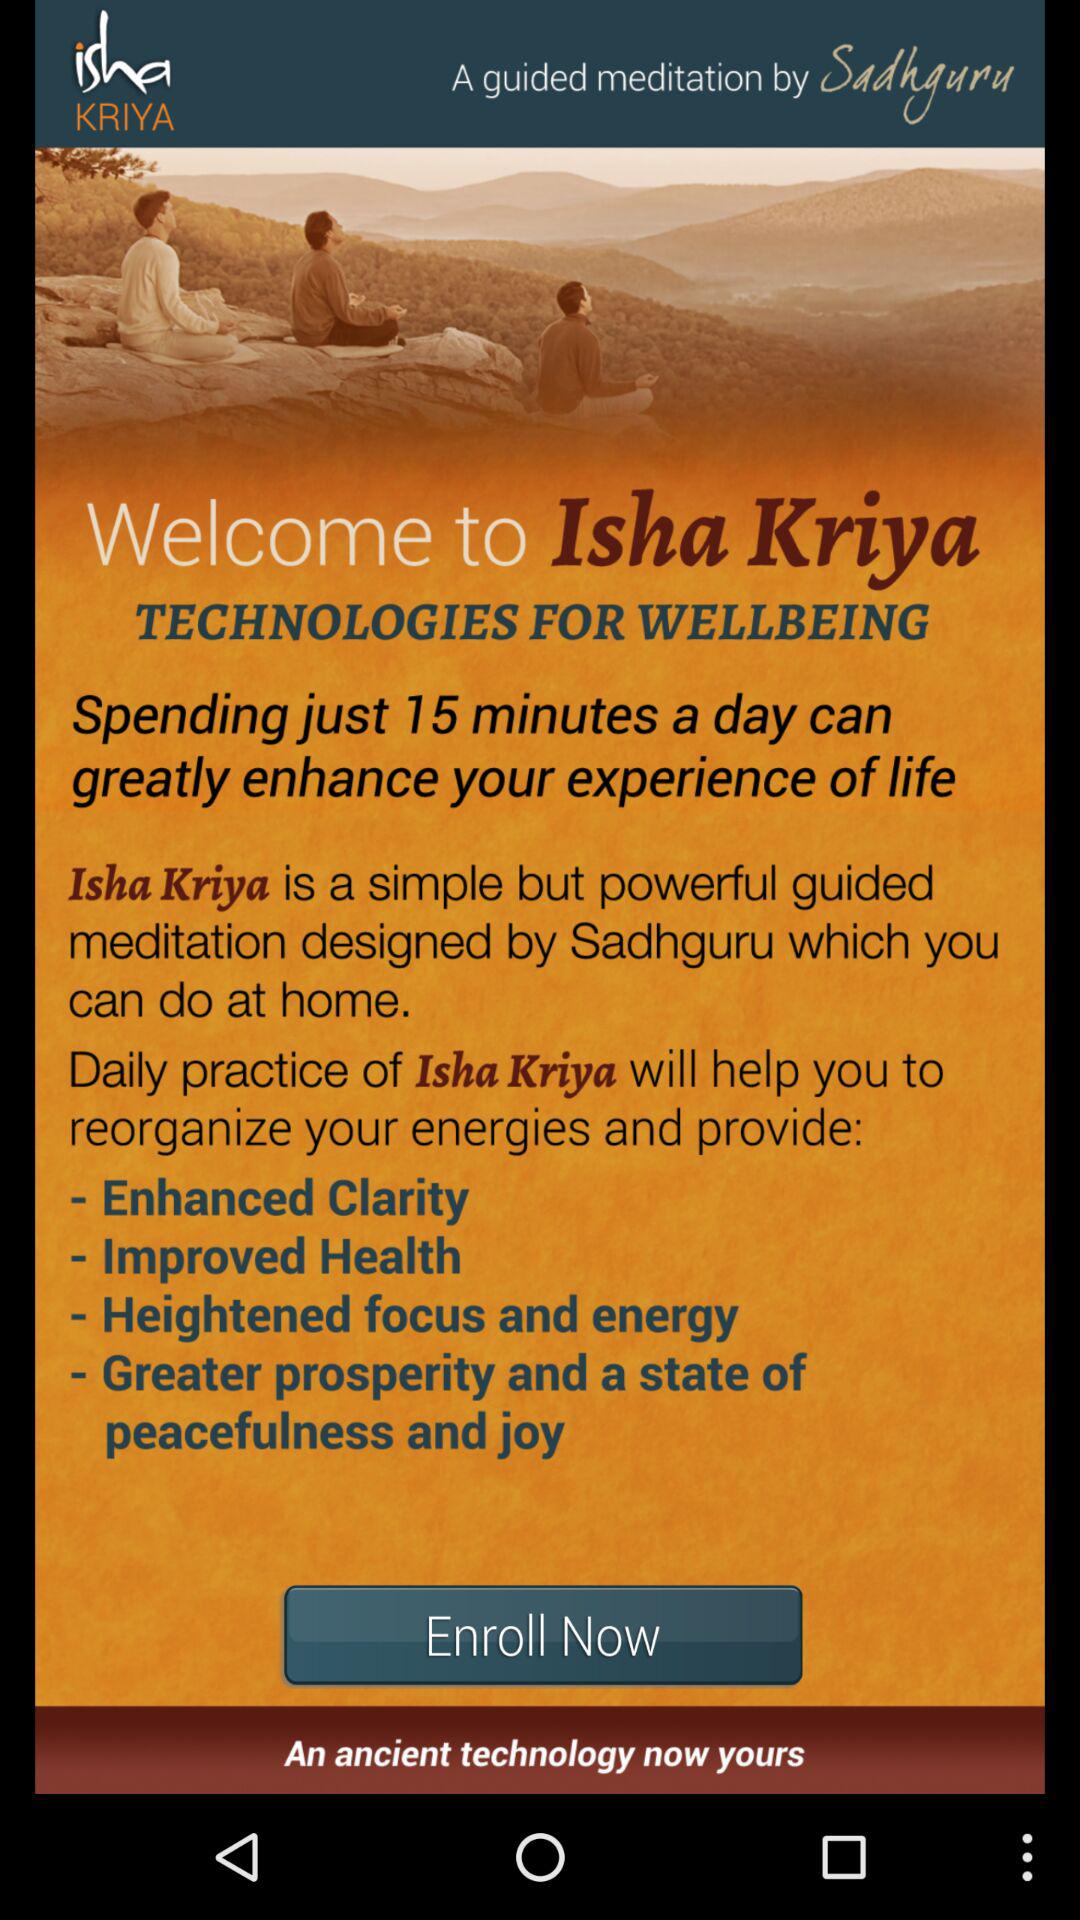 isha
KRIYA
A guided meditation by Sadhguru
Welcome to Isha Kriya
TECHNOLOGIES FOR WELLBEING
Spending just 15 minutes a day can
greatly enhance your experience of life
Isha Kriya is a simple but powerful guided
meditation designed by Sadhguru which you
can do at home.
Daily practice of Isha Kriya will help you to
reorganize your energies and provide:
- Enhanced Clarity
- Improved Health
- Heightened focus and energy
- Greater prosperity and a state of
peacefulness and joy
Enroll Now
An ancient technology now yours